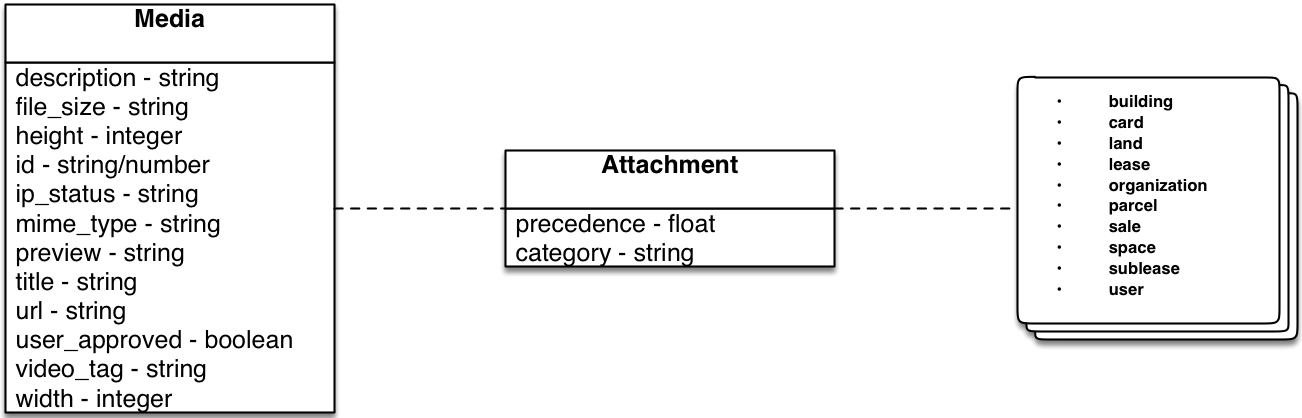 Media
description - string
file_size - string
height - integer
id - string/number
ip_status - string
mime_type - string
preview - string
title - string
url - string
user_approved - boolean
video_tag - string
width - integer
Attachment
precedence - float
category - string
• building
• card
• land
• lease
• organization
• parcel
• sale
• space
• sublease
• user